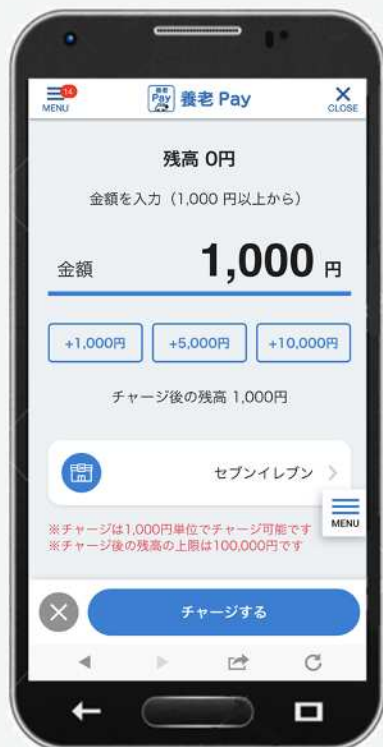 14
MENU
養老 Pay 養老 Pay
CLOSE
残高 0円
金額を入力（1,000 円以上から）
金額 1,000 円
+1,000円 +5,000円 +10,000円
チャージ後の残高 1,000円
セブンイレブン
MENU
※チャージは1,000円単位でチャージ可能です
※チャージ後の残高の上限は100,000円です
チャージする